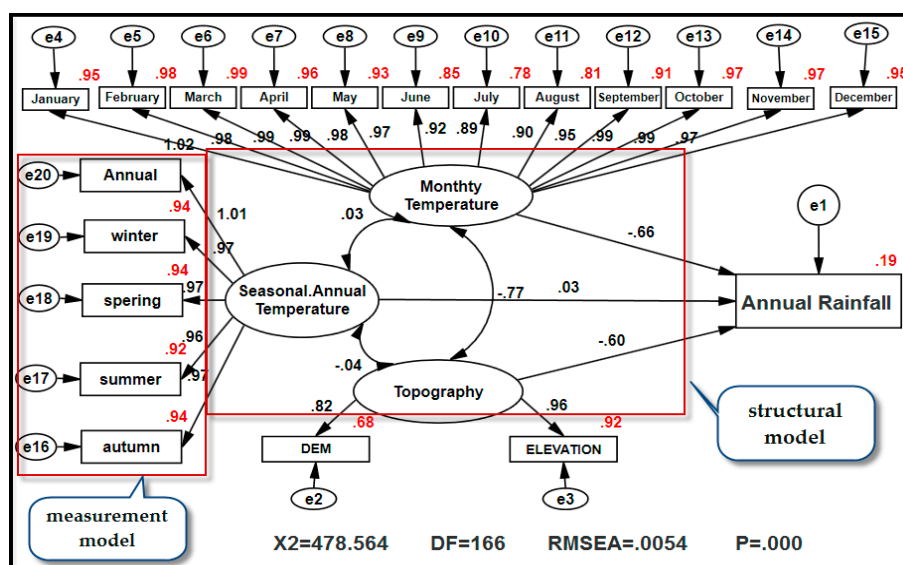 e4 e5 e6 e7 e8 e9 e10 e11 e12 e13 e14 e15
.95 .98 .99 .96 .93 .85 .78 .81 .91 .97 .97 .95
January February March April May June July August September October November December
1.02 .98 .99 .99 .98 .97 .92 .89 .90 .95 .99 .99 .97
e20 Annual
Monthty
Temperature
e1
.94 1.01 .03
e19 winter
-.66
.19
.94 .97
e18 spering
.97
Seasonal.Annual
Temperature
-.77 .03
Annual Rainfall
.92 .96
e17 summer
.97
-.04 -.60
Topography
.94
e16 autumn
.82 .68 .96 .92
DEM ELEVATION
e2 e3
structural
model
measurement
model
X2=478.564 DF=166 RMSEA=.0054 P=.000